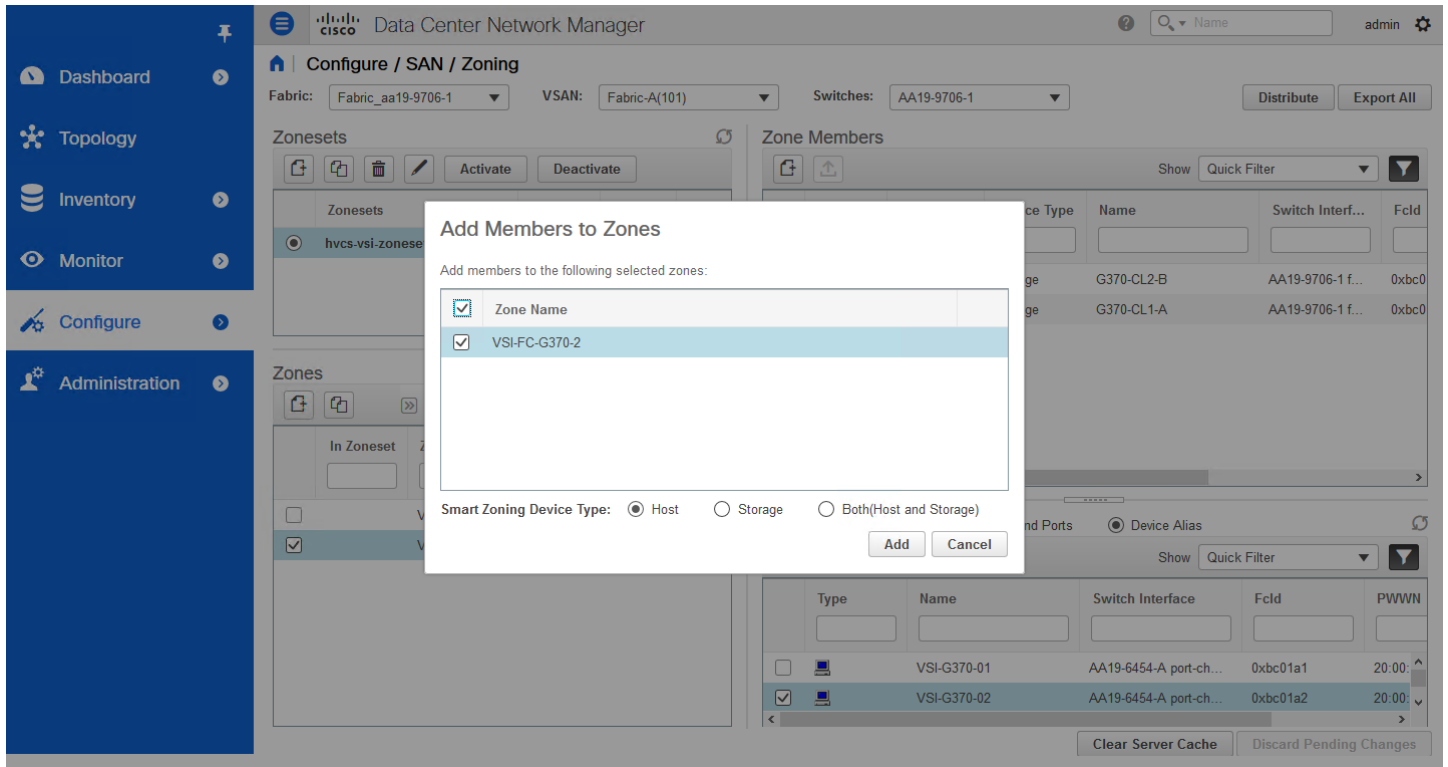 cisco Data Center Network Manager
Name
admin
Dashboard
Topology
Inventory
Monitor
Configure
Administration
Configure / SAN / Zoning
Fabric: Fabric_aa19-9706-1 VSAN: Fabric-A(101) Switches: AA19-9706-1 Distribute Export All
Zonesets
Activate Deactivate
Zonesets
hvcs-vsi-zonese
Zones
In Zoneset
Zone Members
Show Quick Filter
ce Type Name Switch Interf... FcId
ge G370-CL2-B AA19-9706-1 f... 0xbc0
ge G370-CL1-A AA19-9706-1 f... 0xbc0
Add Members to Zones
Add members to the following selected zones:
Zone Name
VSI-FC-G370-2
Smart Zoning Device Type: Host Storage Both(Host and Storage)
Add Cancel
nd Ports Device Alias
Show Quick Filter
Type Name Switch Interface FcId PWWN
VSI-G370-01 AA19-6454-A port-ch... 0xbc01a1 20:00:
VSI-G370-02 AA19-6454-A port-ch... 0xbc01a2 20:00:
Clear Server Cache Discard Pending Changes